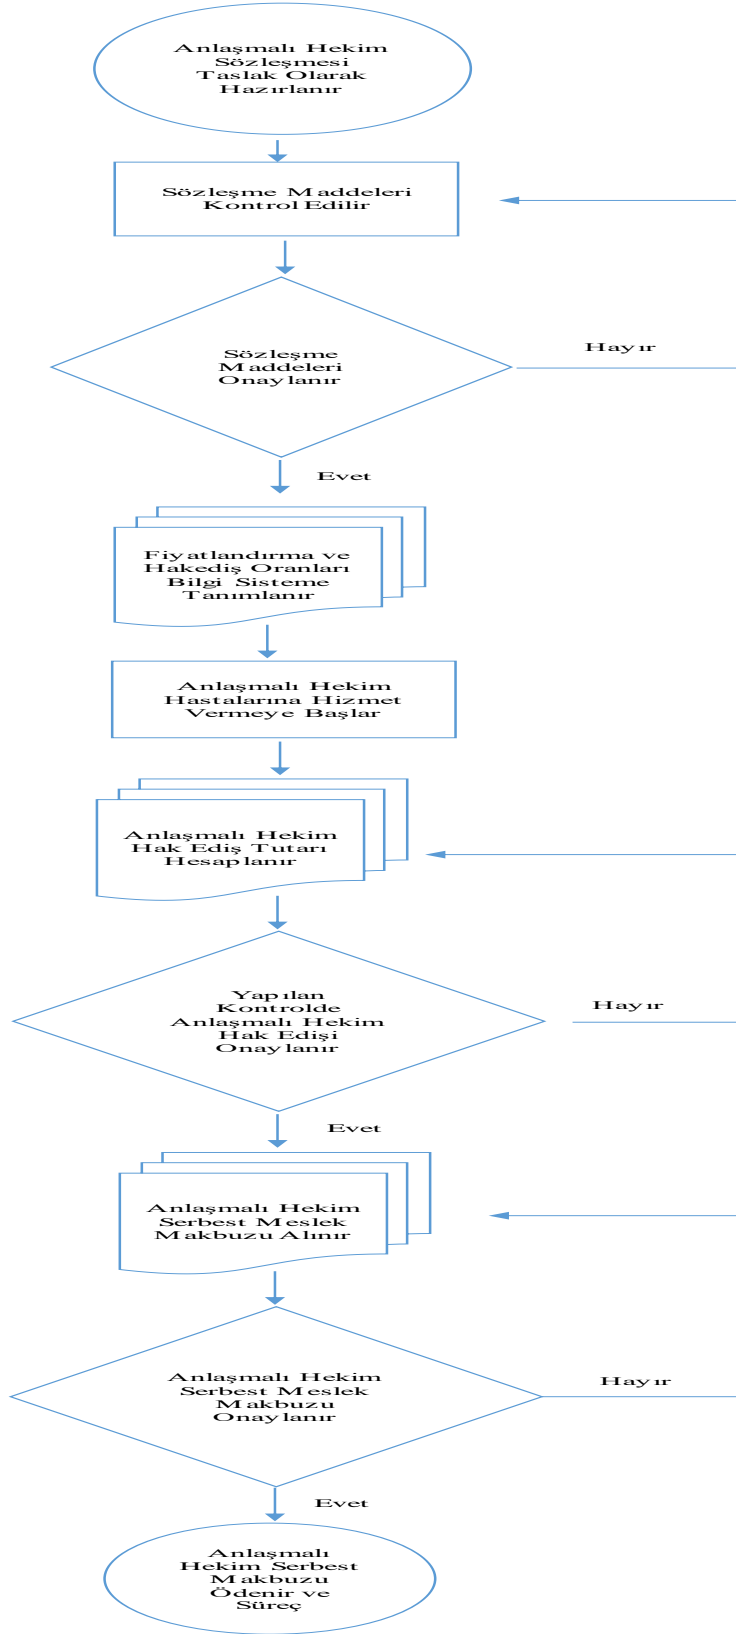 Anlaşmalı Hekim
Sözleşmesi
Taslak Olarak
Hazırlanır
Sözleşme Maddeleri
Kontrol Edilir
Sözleşme
Maddeleri
Onaylanır
Hayır
Evet
Fiyatlandırma ve
Hakediş Oranları
Bilgi Sisteme
Tanımlanır
Anlaşmalı Hekim
Hastalarına Hizmet
Vermeye Başlar
Anlaşmalı Hekim
Hak Ediş Tutarı
Hesaplanır
Yapılan
Kontrolde
Anlaşmalı Hekim
Hak Edişi
Onaylanır
Hayır
Evet
Anlaşmalı Hekim
Serbest Meslek
Makbuzu Alınır
Anlaşmalı Hekim
Serbest Meslek
Makbuzu
Onaylanır
Hayır
Evet
Anlaşmalı
Hekim Serbest
Makbuzu
Ödenir ve
Süreç